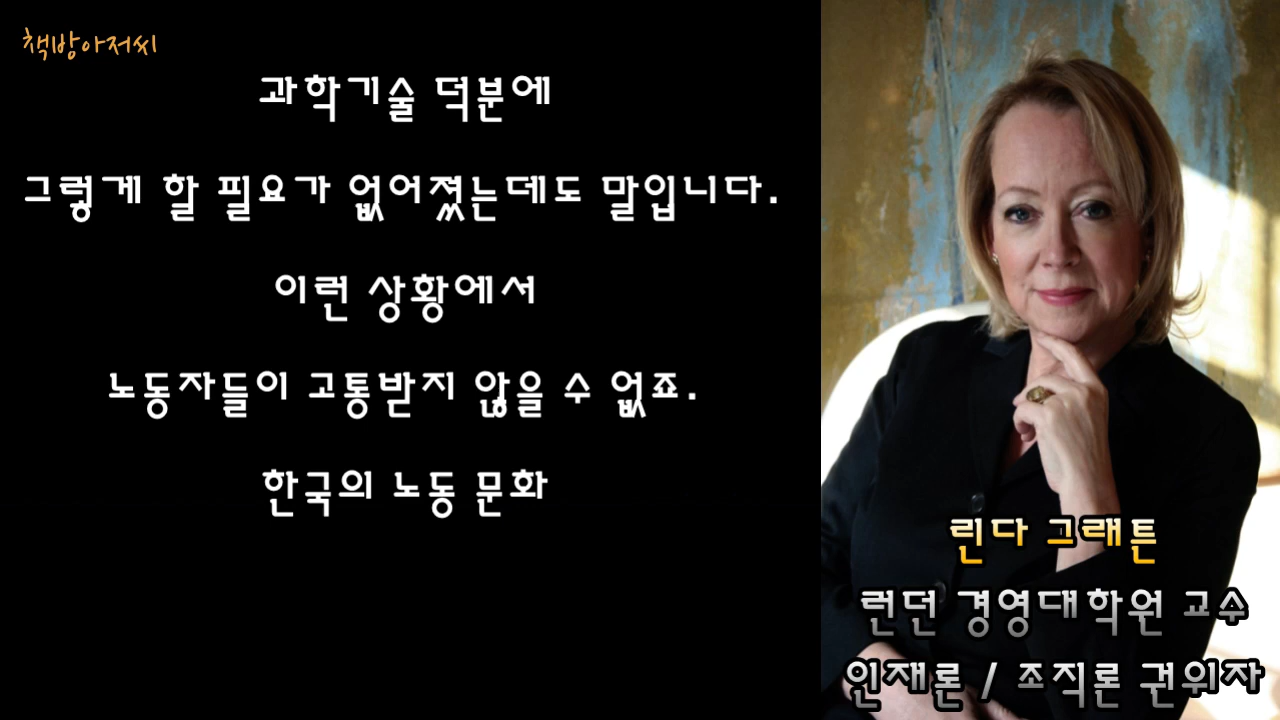 책방아저씨
과학기술 덕분에
그렇게 할 필요가 없어졌는데도 말입니다.
이런 상황에서
노동자들이 고통받지 않을 수 없죠.
한국의 노동 문화
린다 그래튼
런던 경영대학원 교수
인재론 / 조직론 권위자